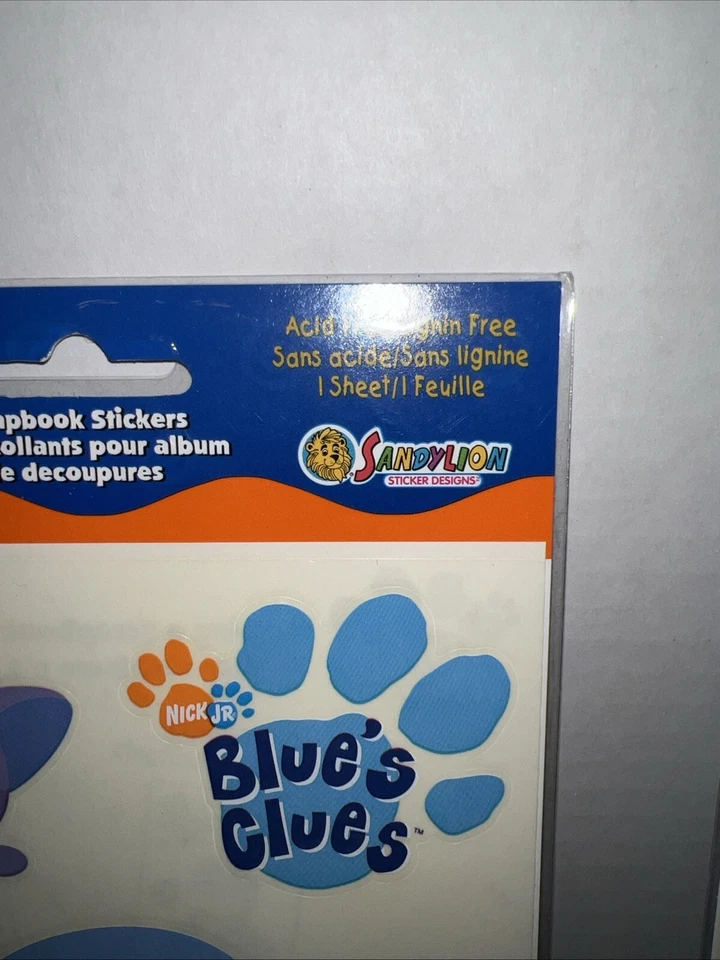 Acid Free
Sans acide/Sans lignine
1 Sheet/1 Feuille
Stickers
pour album
decoupures
SANDYLION
STICKER DESIGNS
NICK JR
Blue's
Clues™